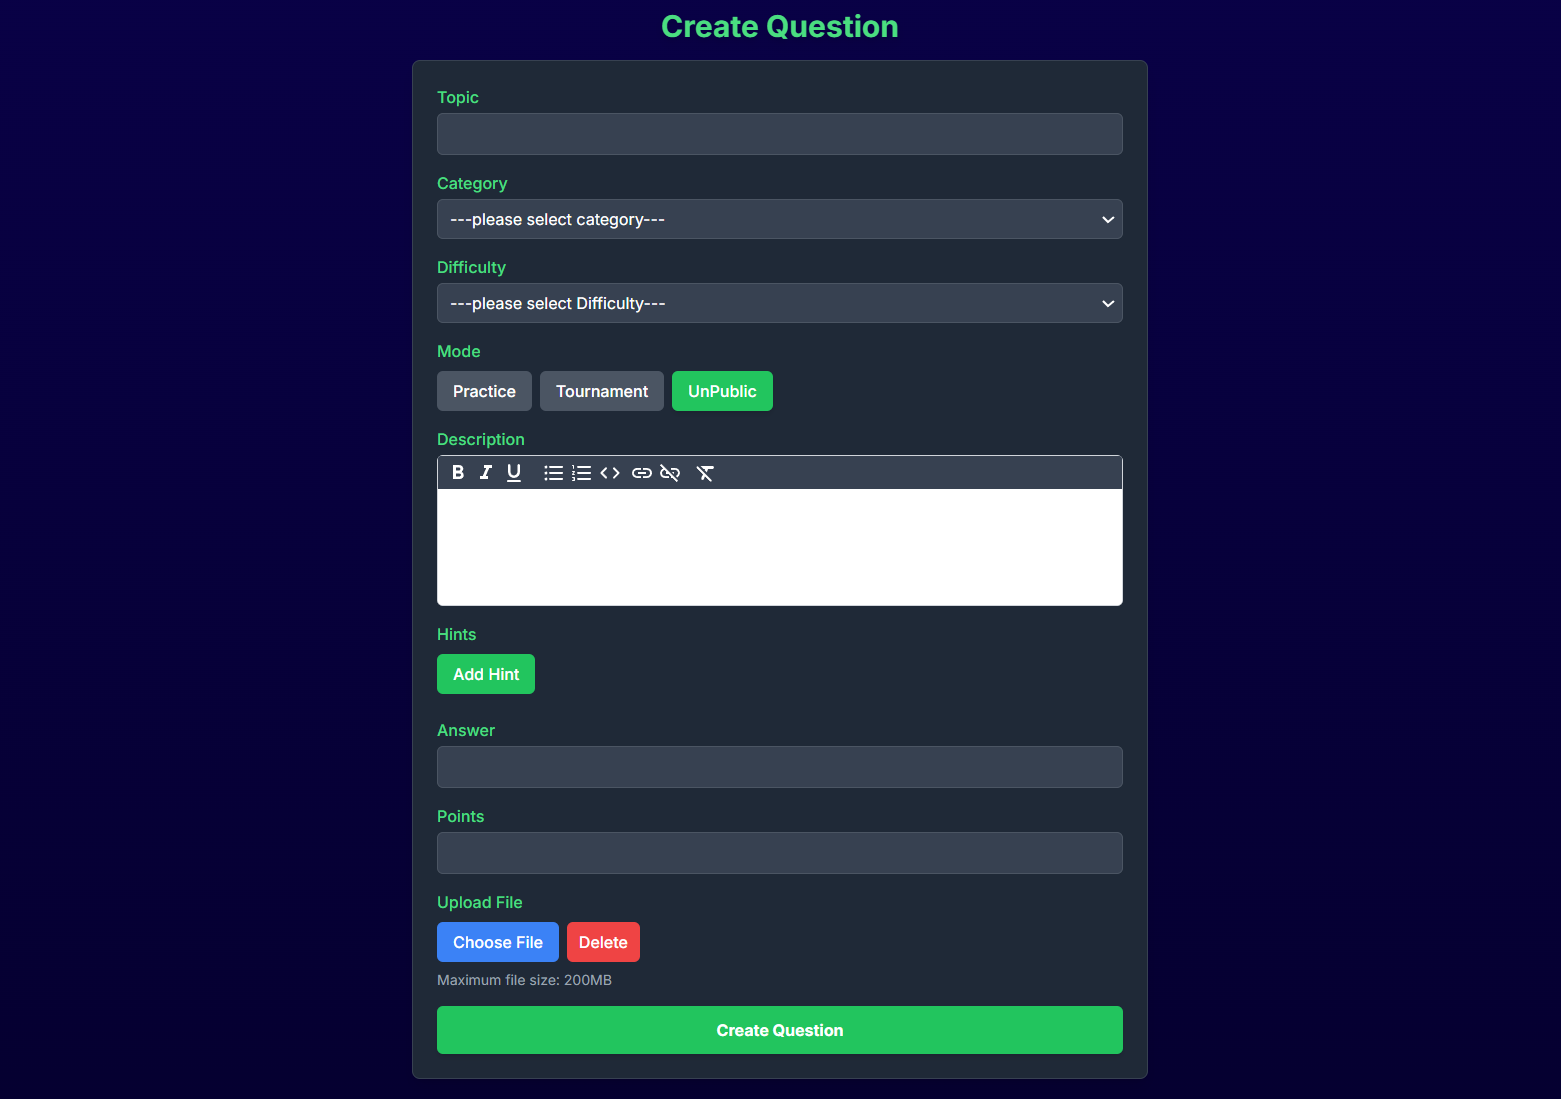 Create Question
Topic
Category
---please select category---
Difficulty
---please select Difficulty---
Mode
Practice Tournament UnPublic
Description
Hints
Add Hint
Answer
Points
Upload File
Choose File Delete
Maximum file size: 200MB
Create Question